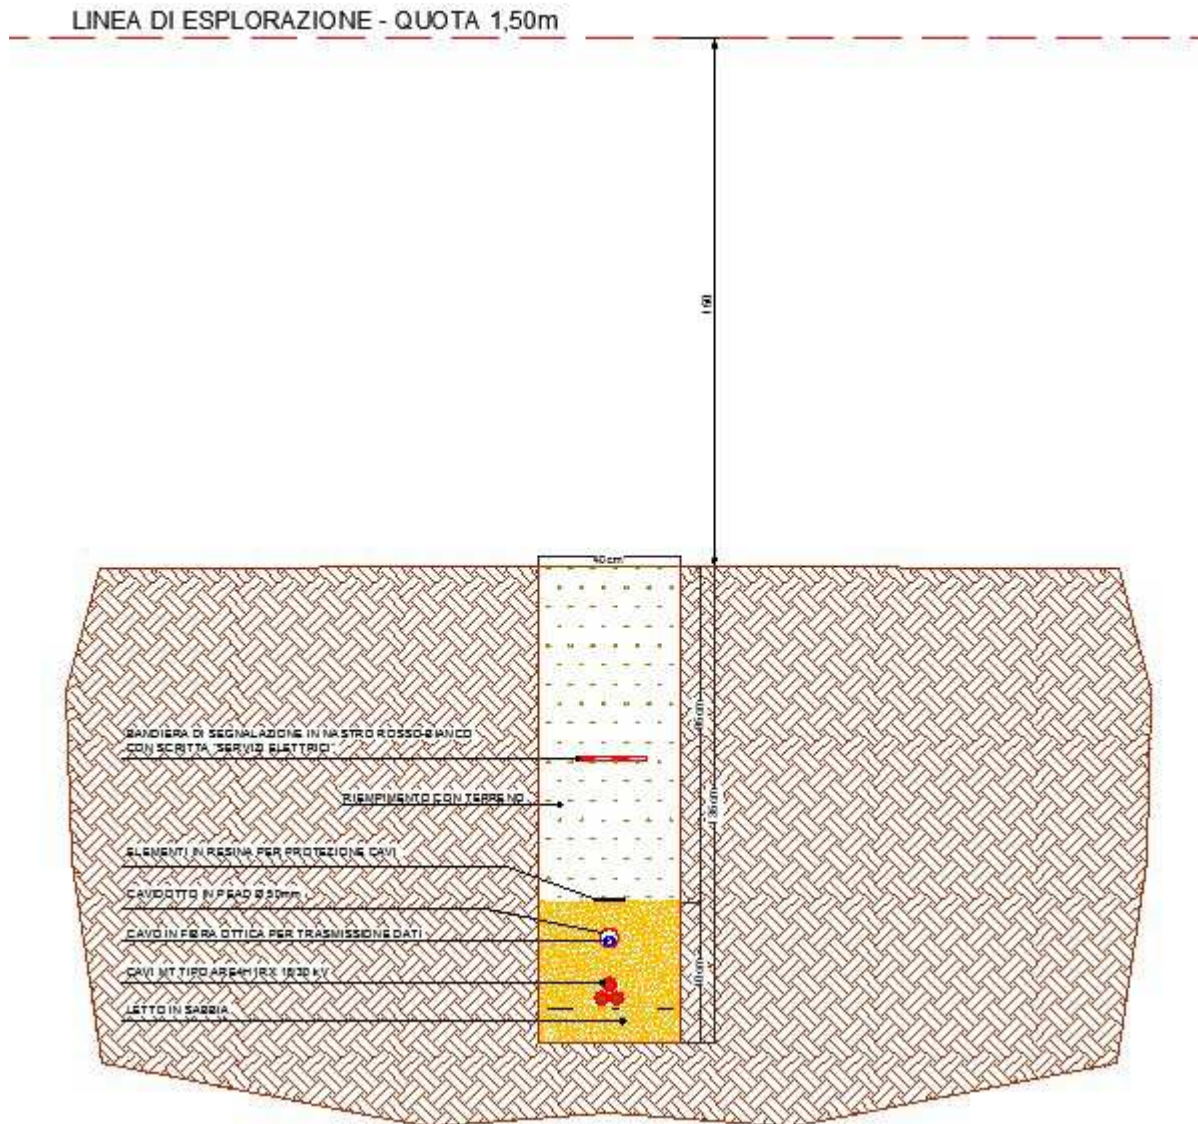 LINEA DI ESPLORAZIONE - QUOTA 1,50m
150
40cm
BANDIERA DI SEGNALAZIONE IN NASTRO ROSSO-BIANCO
CON SCRITTA "SERVIZI ELETTRICI"
RIEMPIMENTO CON TERRENO
135cm
ELEMENTI IN RESINA PER PROTEZIONE CAVI
CAVIDOTTO IN PEAD Ø 50mm
CAVO IN FIBRA OTTICA PER TRASMISSIONE DATI
CAVI MT TIPO ARE4H1RX 18/30 kV
LETTO IN SABBIA